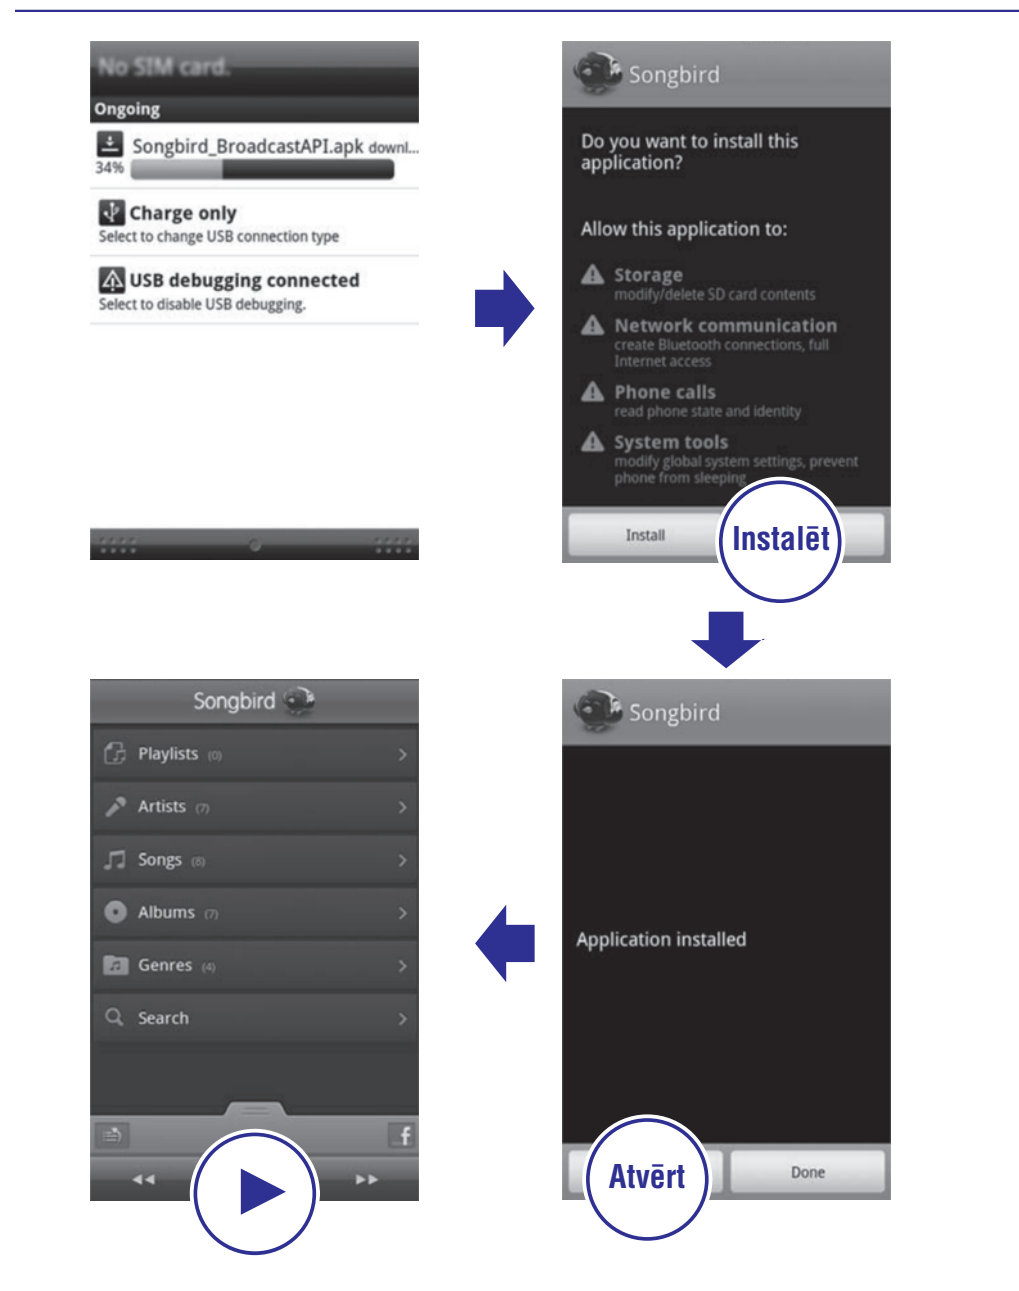 No SIM card.
Ongoing
Songbird_BroadcastAPI.apk downl...
34%
Charge only
Select to change USB connection type
USB debugging connected
Select to disable USB debugging.
Songbird
Do you want to install this
application?
Allow this application to:
Storage
modify/delete SD card contents
Network communication
create Bluetooth connections, full
Internet access
Phone calls
read phone state and identity
System tools
modify global system settings, prevent
phone from sleeping
Install
Instalēt
Songbird
Application installed
Atvērt
Done
Songbird
Playlists (0)
Artists (7)
Songs (8)
Albums (7)
Genres (4)
Search
f